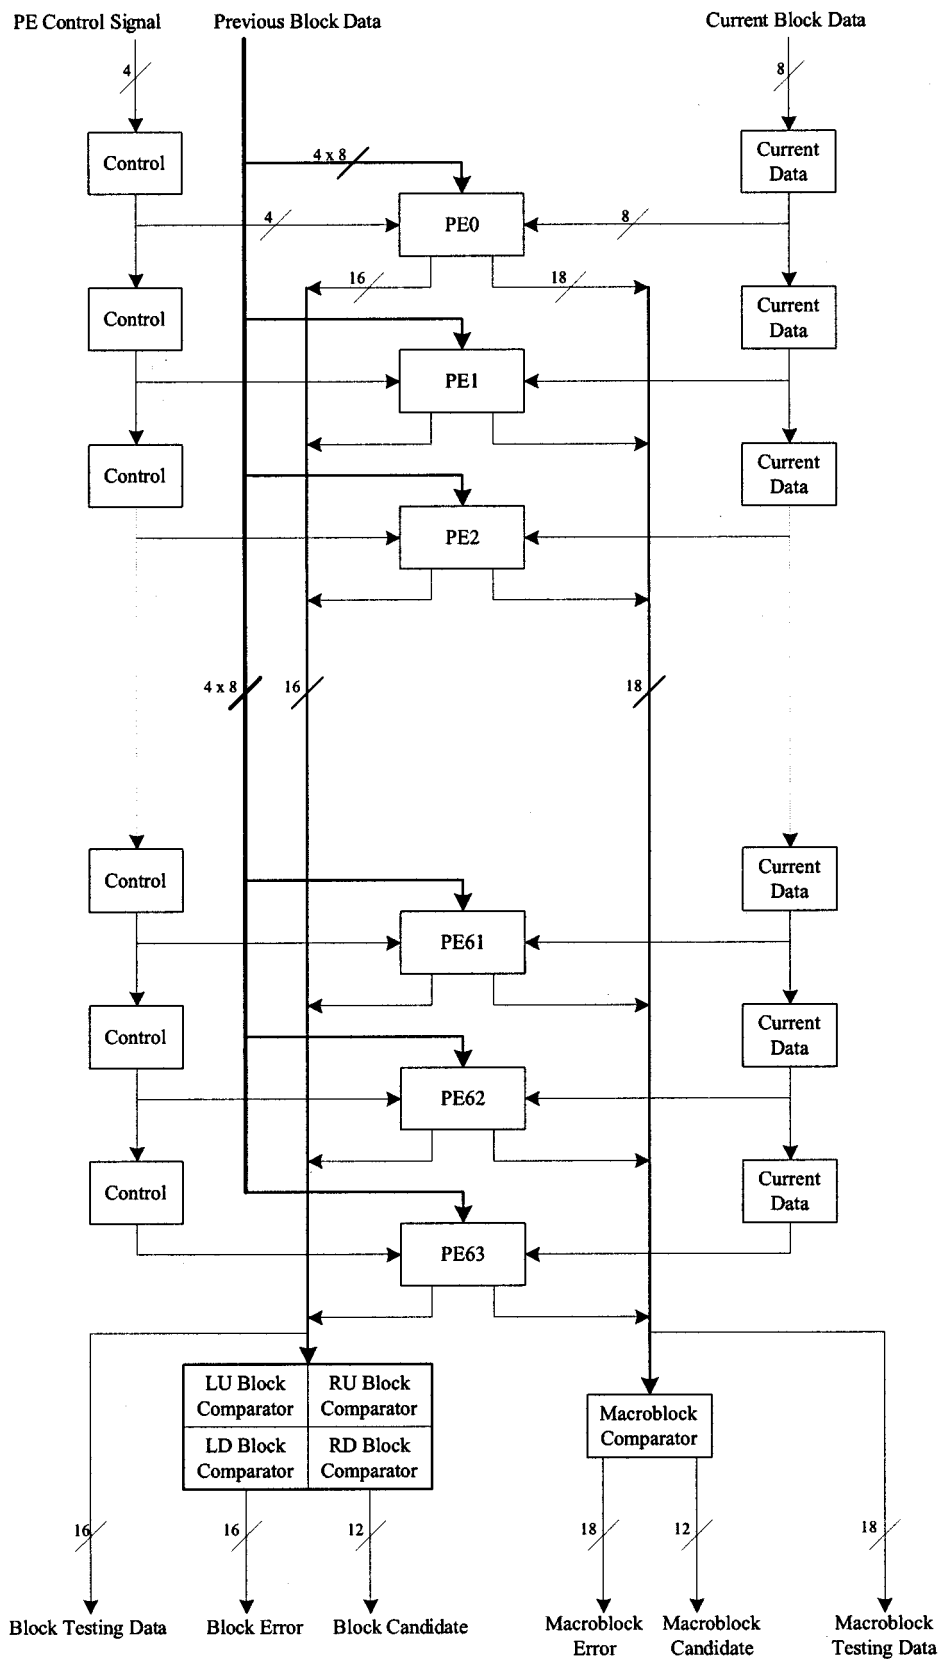 PE Control Signal
Previous Block Data
Current Block Data
4
8
Control
4 x 8
Current
Data
4
PE0
8
16
18
Control
Current
Data
PE1
Control
Current
Data
PE2
4 x 8
16
18
Control
Current
Data
PE61
Control
Current
Data
PE62
Control
Current
Data
PE63
LU Block
Comparator
RU Block
Comparator
LD Block
Comparator
RD Block
Comparator
Macroblock
Comparator
16
16
12
18
12
18
Block Testing Data
Block Error
Block Candidate
Macroblock
Error
Macroblock
Candidate
Macroblock
Testing Data